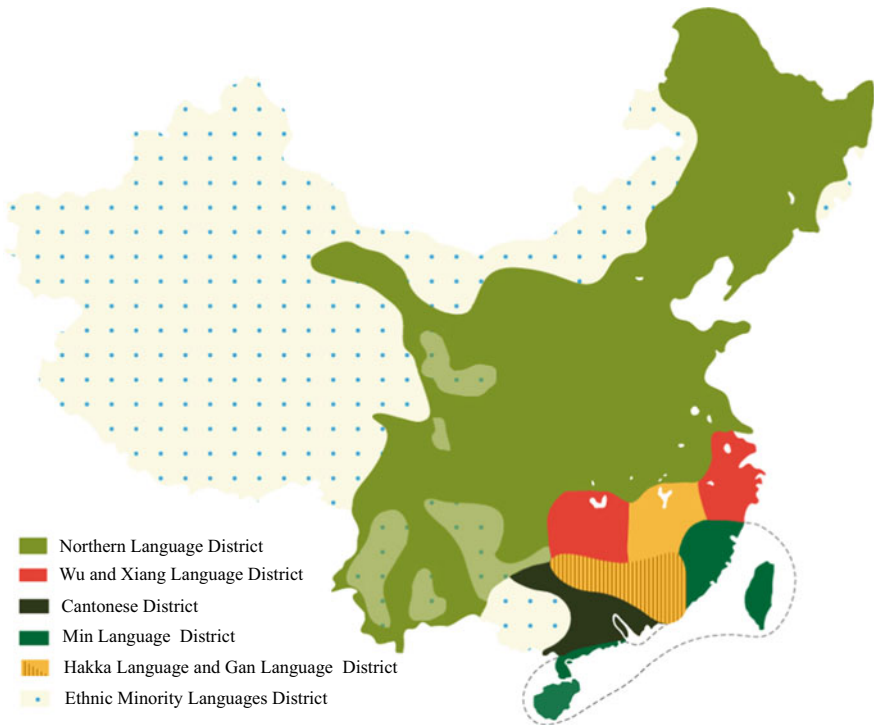 Northern Language District
Wu and Xiang Language District
Cantonese District
Min Language District
Hakka Language and Gan Language District
Ethnic Minority Languages District